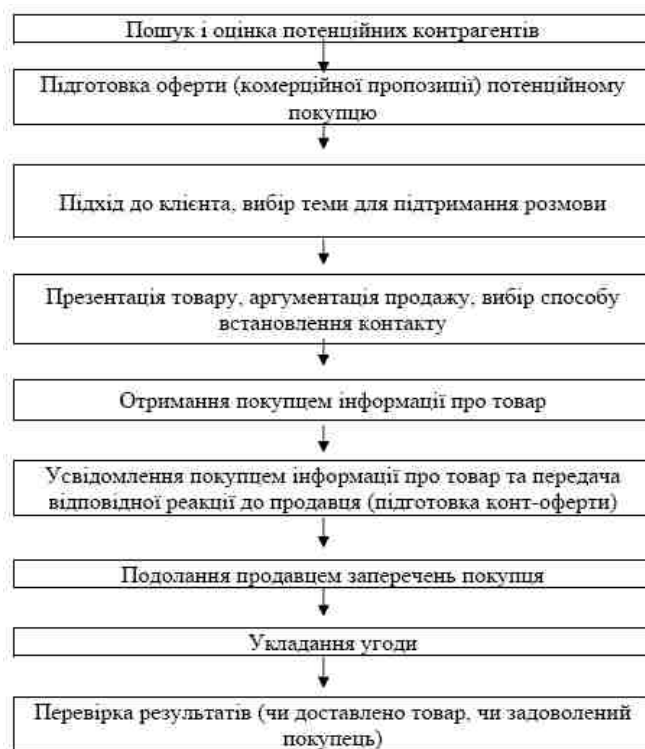 Пошук і оцінка потенційних контрагентів
Підготовка оферти (комерційної пропозиції) потенційному
покупцю
Підхід до клієнта, вибір теми для підтримання розмови
Презентація товару, аргументація продажу, вибір способу
встановлення контакту
Отримання покупцем інформації про товар
Усвідомлення покупцем інформації про товар та передача
відповідної реакції до продавця (підготовка конт-оферти)
Подолання продавцем заперечень покупця
Укладання угоди
Перевірка результатів (чи доставлено товар, чи задоволений
покупець)